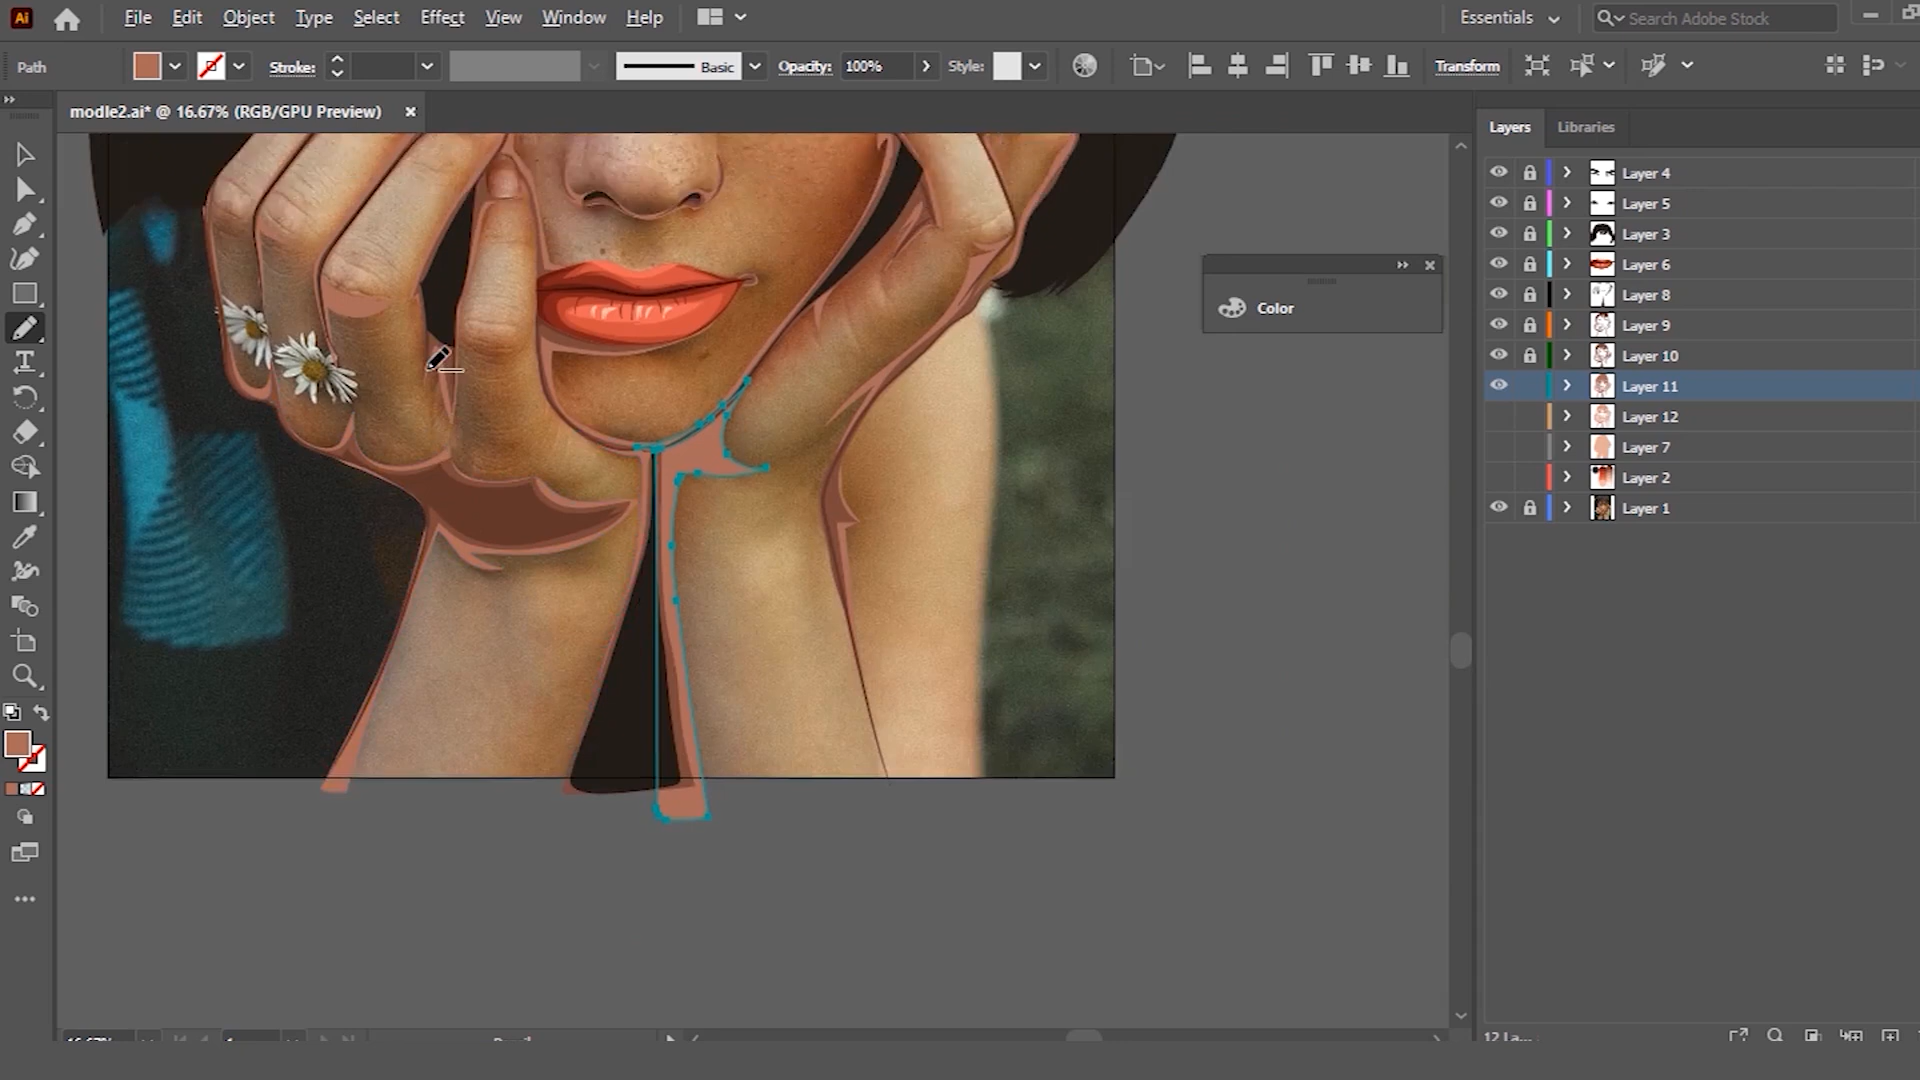 Ai File Edit Object Type Select Effect View Window Help Essentials Search Adobe Stock
Path Stroke: Basic Opacity: 100% Style: Transform
modle2.ai* @ 16.67% (RGB/GPU Preview)
Layers Libraries
Layer 4
Layer 5
Layer 3
Layer 6
Layer 8
Layer 9
Layer 10
Layer 11
Layer 12
Layer 7
Layer 2
Layer 1
Color